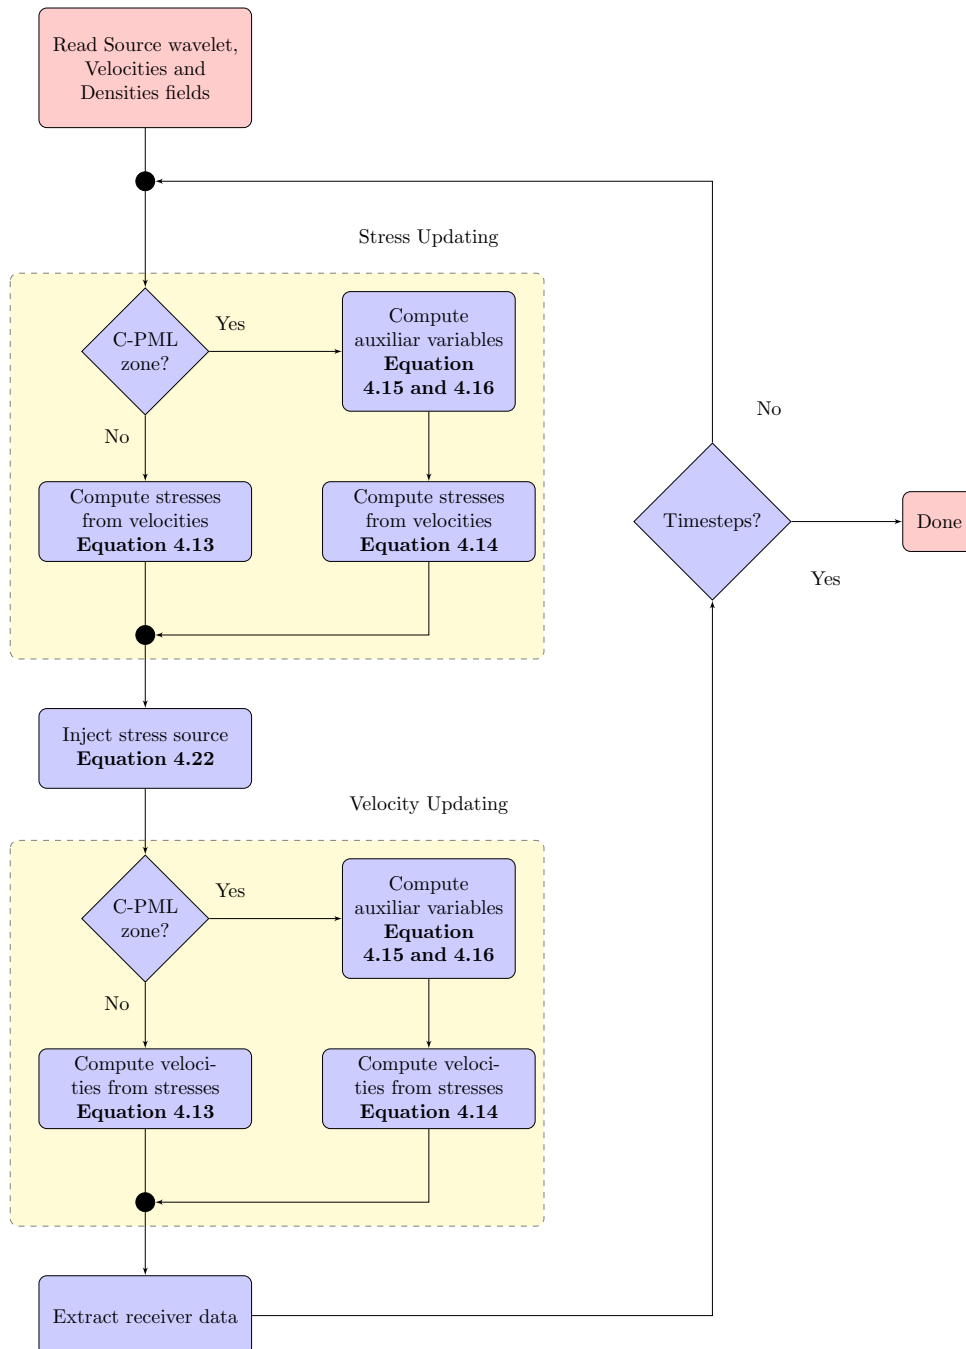 Read Source wavelet,
Velocities and
Densities fields
Stress Updating
C-PML
zone?
Yes
No
Compute
auxiliar variables
Equation
4.15 and 4.16
Compute stresses
from velocities
Equation 4.13
Compute stresses
from velocities
Equation 4.14
Inject stress source
Equation 4.22
Velocity Updating
C-PML
zone?
Yes
No
Compute
auxiliar variables
Equation
4.15 and 4.16
Compute veloci-
ties from stresses
Equation 4.13
Compute veloci-
ties from stresses
Equation 4.14
Extract receiver data
Timesteps?
No
Yes
Done